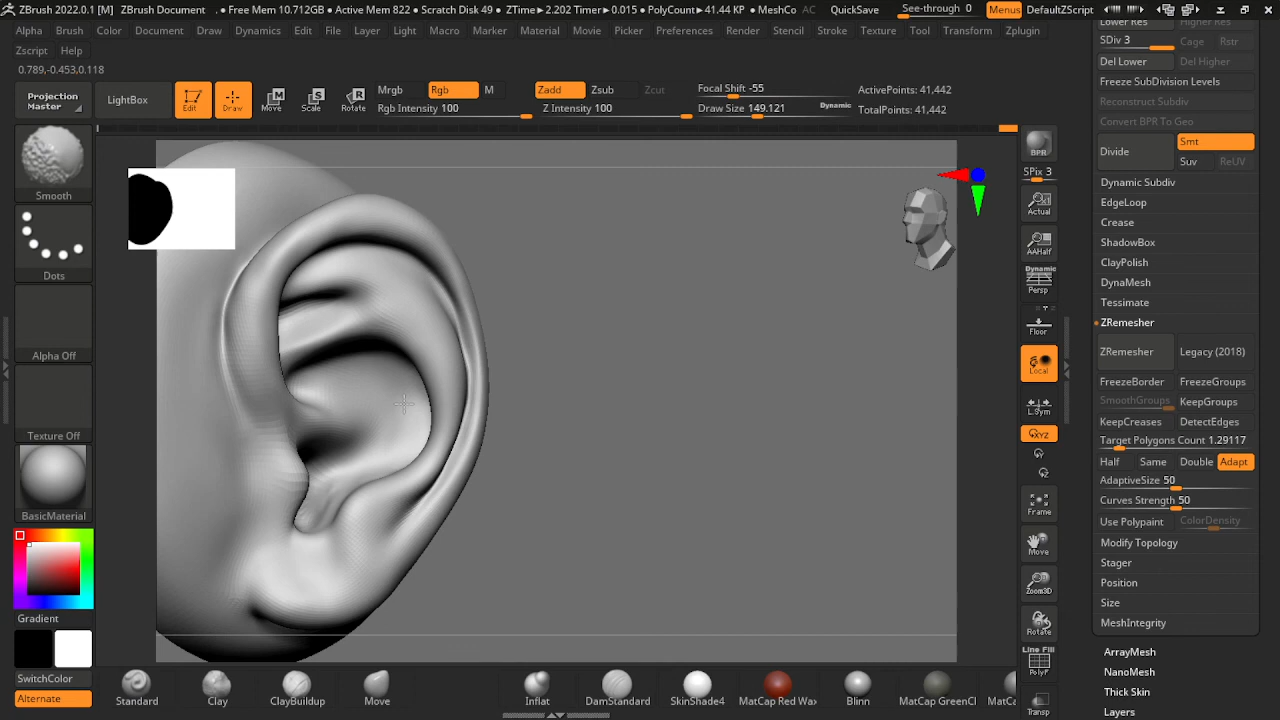 ZBrush 2022.0.1 [M] ZBrush Document . • Free Mem 10.712GB • Active Mem 822 • Scratch Disk 49 • ZTime▸2.202 Timer▸0.015 • PolyCount▸41.44 KP • MeshCo AC QuickSave See-through 0 Menus DefaultZScript
Alpha Brush Color Document Draw Dynamics Edit File Layer Light Macro Marker Material Movie Picker Preferences Render Stencil Stroke Texture Tool Transform Zplugin
Zscript Help
0.789,-0.453,0.118
Projection Master
LightBox
Edit
Draw
Move
Scale
Rotate
Mrgb Rgb M
Rgb Intensity 100
Zadd Zsub Zcut
Z Intensity 100
Focal Shift -55
Draw Size 149.121 Dynamic
ActivePoints: 41,442
TotalPoints: 41,442
Smooth
Dots
Alpha Off
Texture Off
BasicMaterial
Gradient
SwitchColor
Alternate
Standard
Clay
ClayBuildup
Move
Inflat
DamStandard
SkinShade4
MatCap Red Wax
Blinn
MatCap GreenCl
MatCa
BPR
SPix 3
Actual
AAHalf
Dynamic
Persp
Floor
Local
L.Sym
XYZ
Frame
Move
Zoom3D
Rotate
Line Fill
PolyF
Transp
Lower Res Higher Res
SDiv 3 Cage Rstr
Del Lower Del Higher
Freeze SubDivision Levels
Reconstruct Subdiv
Convert BPR To Geo
Divide Smt
Suv ReUV
Dynamic Subdiv
EdgeLoop
Crease
ShadowBox
ClayPolish
DynaMesh
Tessimate
ZRemesher
ZRemesher Legacy (2018)
FreezeBorder FreezeGroups
SmoothGroups KeepGroups
KeepCreases DetectEdges
Target Polygons Count 1.29117
Half Same Double Adapt
AdaptiveSize 50
Curves Strength 50
Use Polypaint ColorDensity
Modify Topology
Stager
Position
Size
MeshIntegrity
ArrayMesh
NanoMesh
Thick Skin
Layers